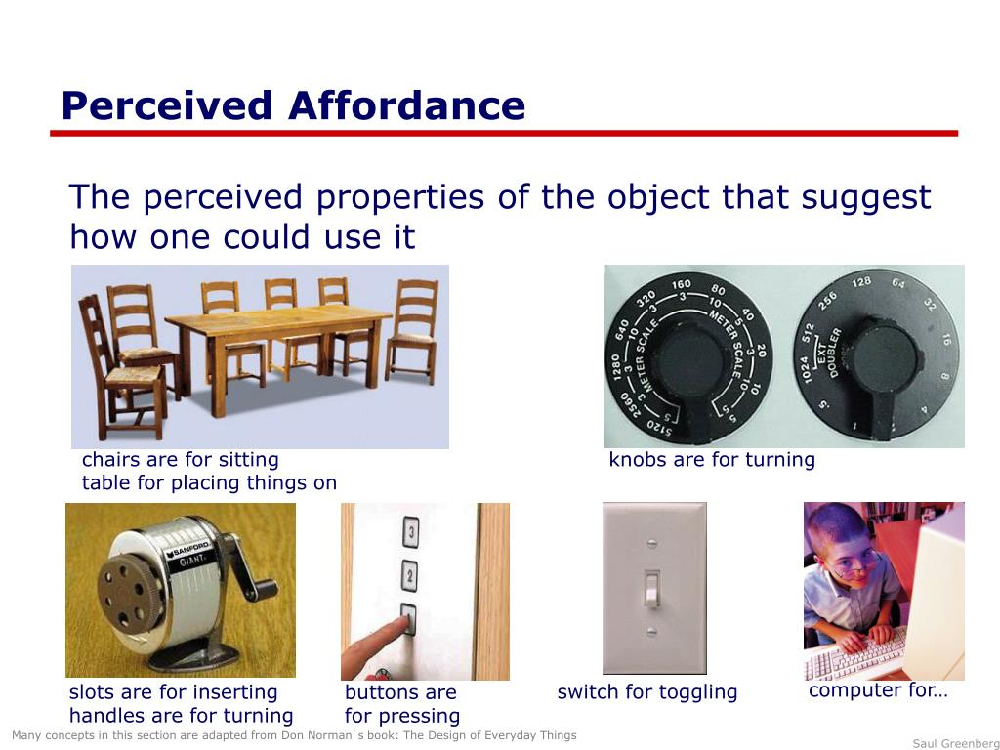 Perceived Affordance
The perceived properties of the object that suggest
how one could use it
160
320
80
640
3
10
40
1280
METER SCALE
METER SCALE
20
2560
10
5120
5
.5
128
256
64
512
32
1024
EXT
DOUBLER
16
8
4
1
.5
chairs are for sitting
table for placing things on
knobs are for turning
SANFORD
GIANT
3
2
1
slots are for inserting
handles are for turning
buttons are
for pressing
switch for toggling
computer for…
Many concepts in this section are adapted from Don Norman’s book: The Design of Everyday Things
Saul Greenberg